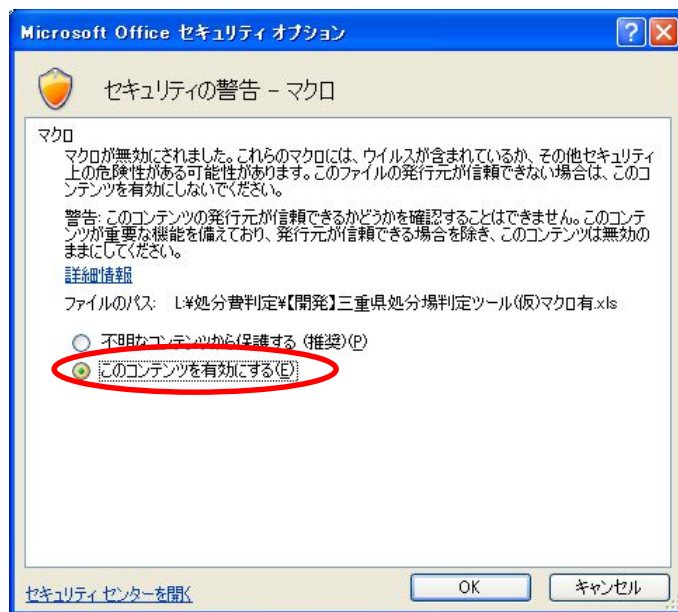 Microsoft Office セキュリティ オプション
セキュリティの警告 - マクロ
マクロ
マクロが無効にされました。これらのマクロには、ウイルスが含まれているか、その他セキュリティ
上の危険性がある可能性があります。このファイルの発行元が信頼できない場合は、このコ
ンテンツを有効にしないでください。
警告: このコンテンツの発行元が信頼できるかどうかを確認することはできません。このコンテ
ンツが重要な機能を備えており、発行元が信頼できる場合を除き、このコンテンツは無効の
ままにしてください。
詳細情報
ファイルのパス: L:¥処分費判定¥【開発】三重県処分場判定ツール(仮)マクロ有.xls
不明なコンテンツから保護する (推奨)(P)
このコンテンツを有効にする(E)
セキュリティ センターを開く
OK
キャンセル